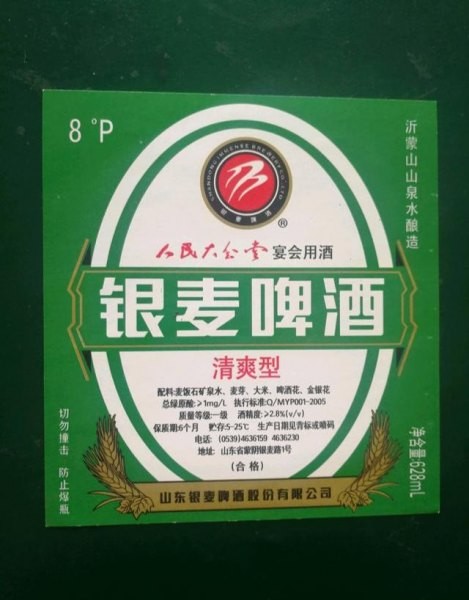 8 °P
沂蒙山山泉水酿造
®
人民大会堂 宴会用酒
银麦啤酒
清爽型
配料:麦饭石矿泉水、麦芽、大米、啤酒花、金银花
总绿原酸:≥1mg/L 执行标准:Q/MYP001-2005
质量等级:一级 酒精度:≥2.8%(v/v)
保质期6个月 贮存:5-25℃ 生产日期见背标或喷码
电话: (0539)4636159 4636230
地址: 山东省蒙阴银麦路1号
(合格)
切勿撞击 防止爆瓶
净含量628mL
山东银麦啤酒股份有限公司